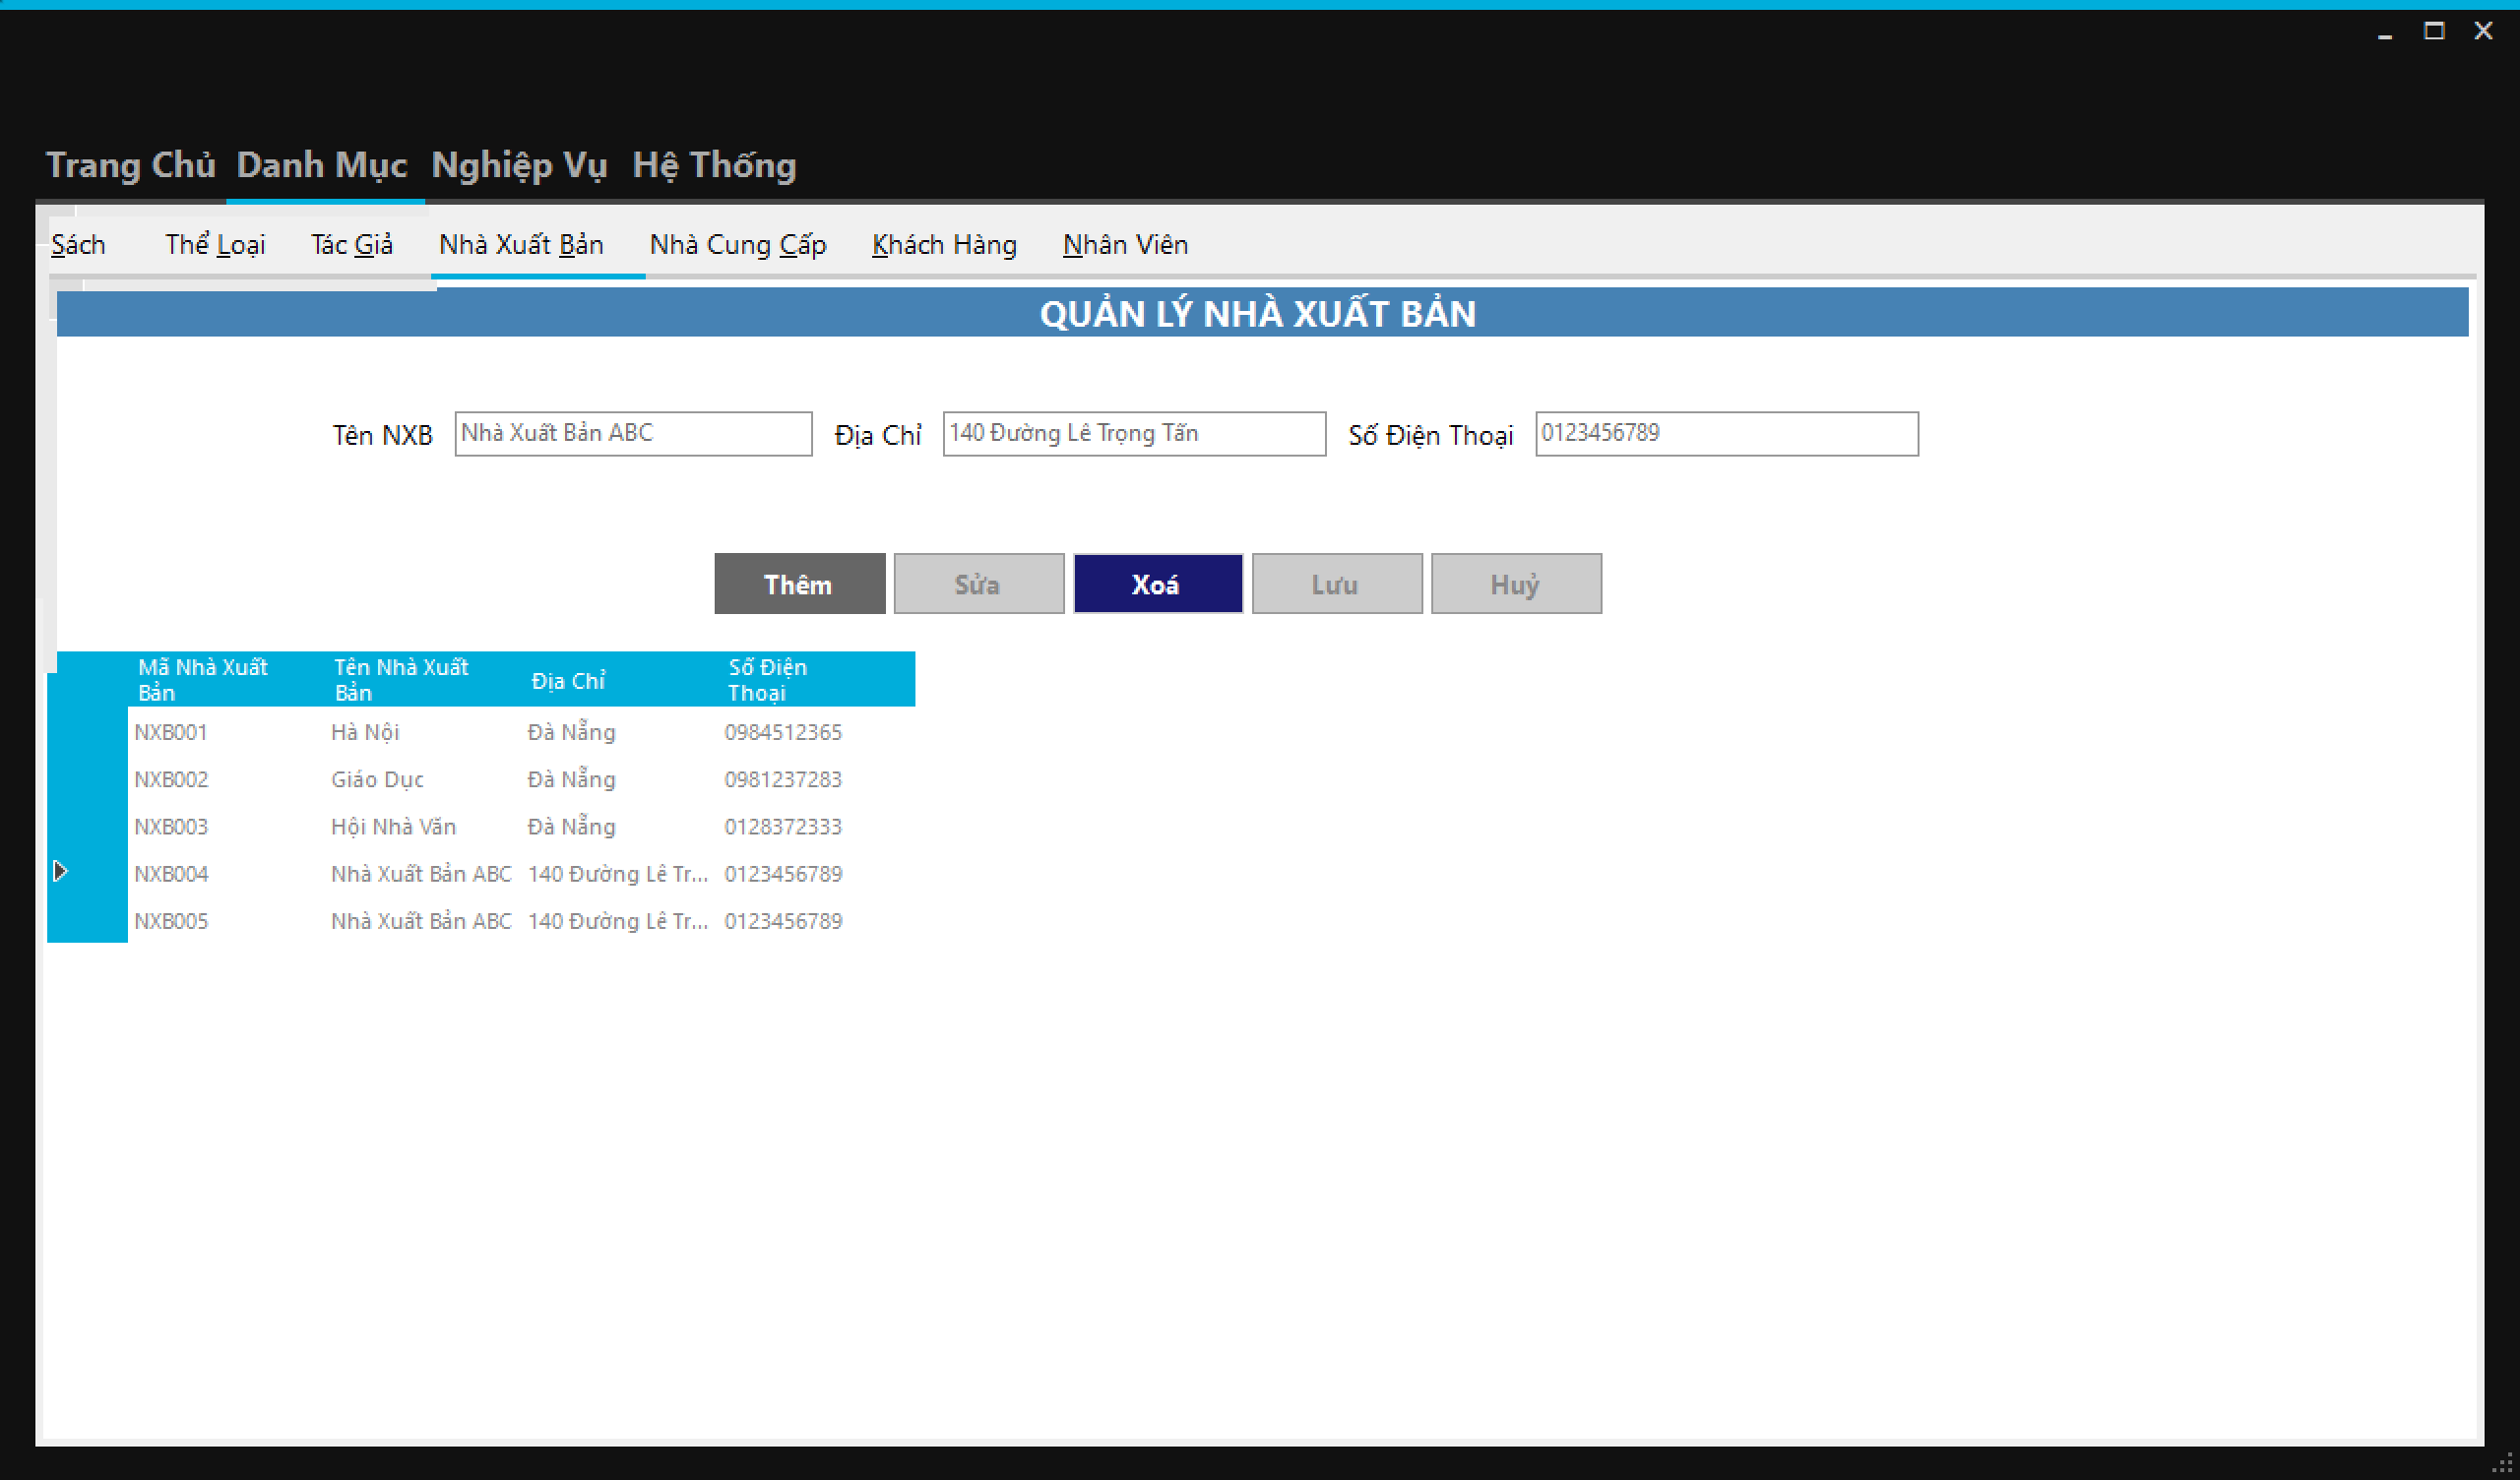 Trang Chủ Danh Mục Nghiệp Vụ Hệ Thống
Sách Thể Loại Tác Giả Nhà Xuất Bản Nhà Cung Cấp Khách Hàng Nhân Viên
QUẢN LÝ NHÀ XUẤT BẢN
Tên NXB Nhà Xuất Bản ABC Địa Chỉ 140 Đường Lê Trọng Tấn Số Điện Thoại 0123456789
Thêm Sửa Xoá Lưu Huỷ
Mã Nhà Xuất Bản Tên Nhà Xuất Bản Địa Chỉ Số Điện Thoại
NXB001 Hà Nội Đà Nẵng 0984512365
NXB002 Giáo Dục Đà Nẵng 0981237283
NXB003 Hội Nhà Văn Đà Nẵng 0128372333
NXB004 Nhà Xuất Bản ABC 140 Đường Lê Tr... 0123456789
NXB005 Nhà Xuất Bản ABC 140 Đường Lê Tr... 0123456789